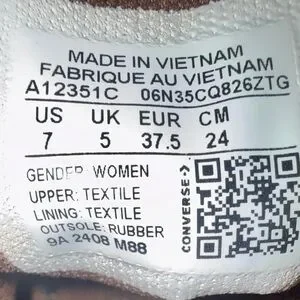 MADE IN VIETNAM
FABRIQUE AU VIETNAM
A12351C 06N35CQ826ZTG
US UK EUR CM
7 5 37.5 24
GENDER: WOMEN
UPPER: TEXTILE
LINING: TEXTILE
OUTSOLE: RUBBER
9A 2408 M88
CONVERSE